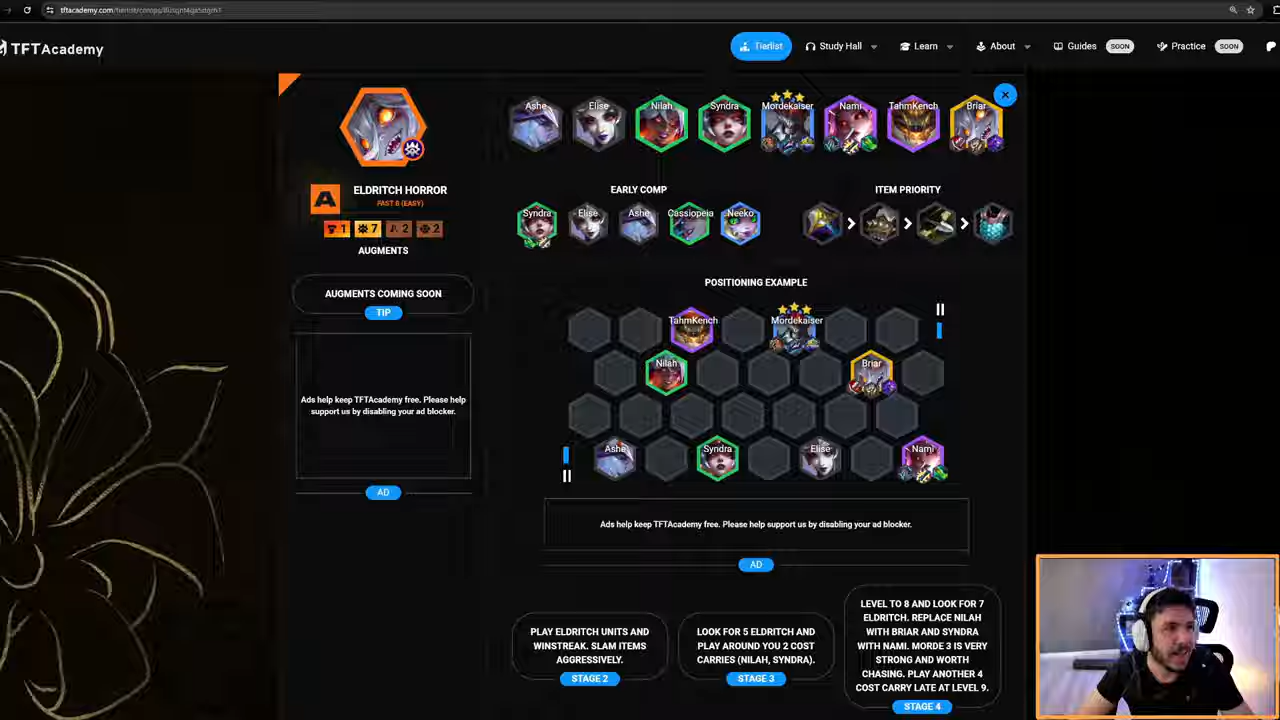 TFTAcademy
Tierlist
Study Hall
Learn
About
Guides
SOON
Practice
SOON
A
ELDRITCH HORROR
FAST 8 (EASY)
1
7
2
2
AUGMENTS
AUGMENTS COMING SOON
TIP
Ads help keep TFTAcademy free. Please help
support us by disabling your ad blocker.
AD
Ashe
Elise
Nilah
Syndra
Mordekaiser
Nami
TahmKench
Briar
EARLY COMP
Syndra
Elise
Ashe
Cassiopeia
Neeko
ITEM PRIORITY
POSITIONING EXAMPLE
TahmKench
Mordekaiser
Nilah
Briar
Ashe
Syndra
Elise
Nami
Ads help keep TFTAcademy free. Please help support us by disabling your ad blocker.
AD
PLAY ELDRITCH UNITS AND
WINSTREAK. SLAM ITEMS
AGGRESSIVELY.
STAGE 2
LOOK FOR 5 ELDRITCH AND
PLAY AROUND YOU 2 COST
CARRIES (NILAH, SYNDRA).
STAGE 3
LEVEL TO 8 AND LOOK FOR 7
ELDRITCH. REPLACE NILAH
WITH BRIAR AND SYNDRA
WITH NAMI. MORDE 3 IS VERY
STRONG AND WORTH
CHASING. PLAY ANOTHER 4
COST CARRY LATE AT LEVEL 9.
STAGE 4